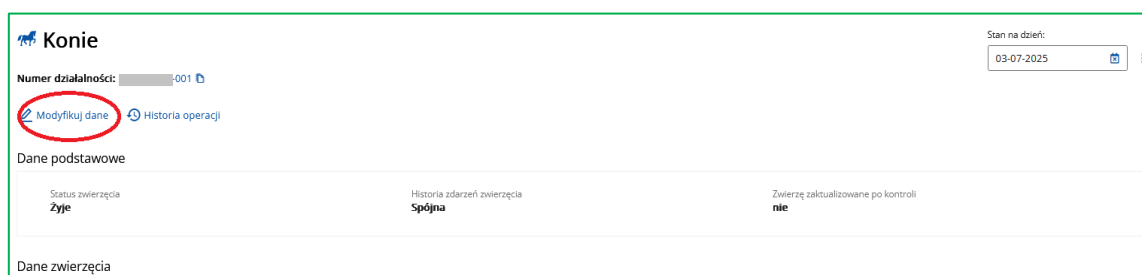 Konie
Stan na dzień:
03-07-2025
Numer działalności: -001
Modyfikuj dane Historia operacji
Dane podstawowe
Status zwierzęcia Historia zdarzeń zwierzęcia Zwierzę zaktualizowane po kontroli
Żyje Spójna nie
Dane zwierzęcia